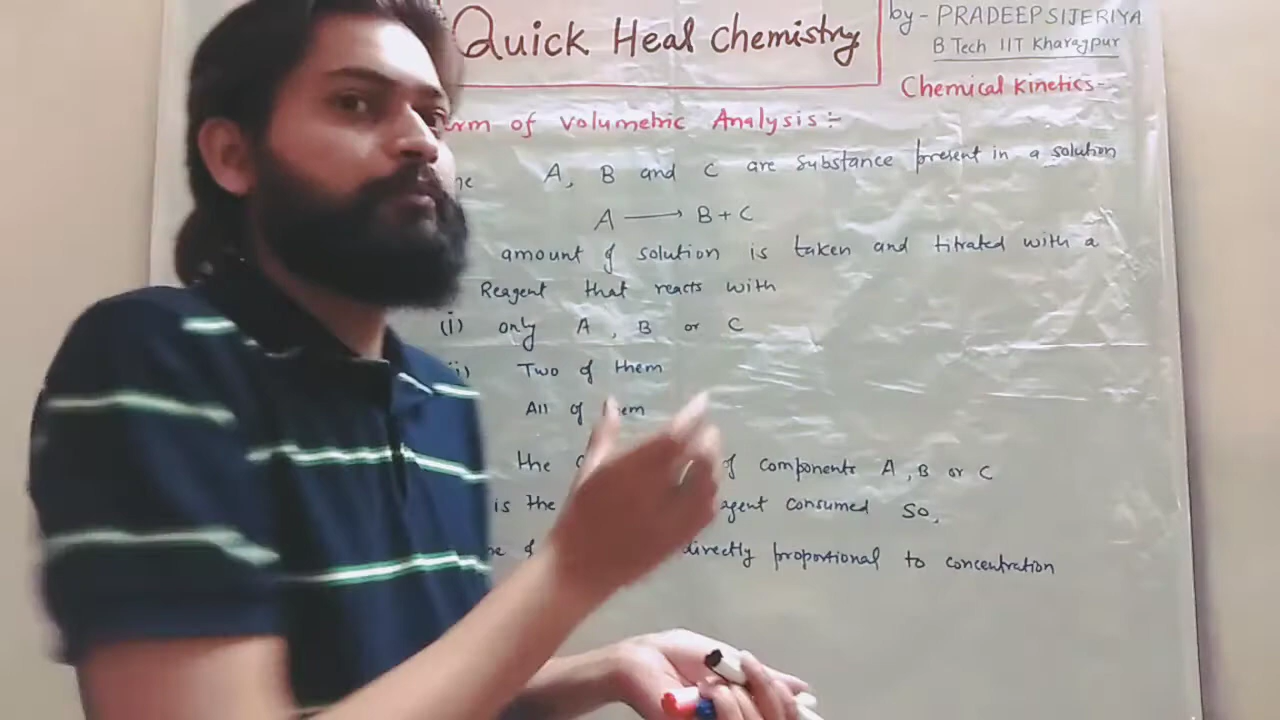 Quick Heal Chemistry
by- PRADEEP SIJERIYA
B Tech IIT Kharagpur
Chemical Kinetics-
of Volumetric Analysis :-
A, B and C are Substance present in a solution
A → B + C
amount of solution is taken and titrated with a
Reagent that reacts with
(i) only A , B or C
Two of them
All of
the of components A , B or C
is the consumed So,
directly proportional to concentration